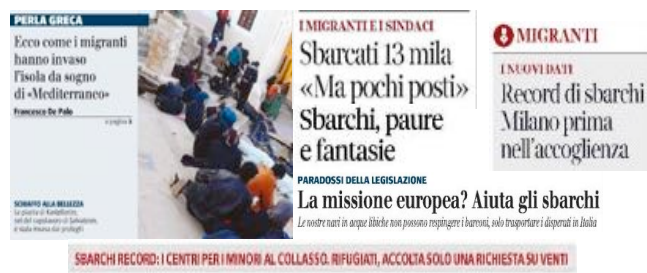 PERLA GRECA
Ecco come i migranti
hanno invaso
l'isola da sogno
di «Mediterraneo»
Francesco De Palo
a pagina
SCHIAFFO ALLA BELLEZZA
I MIGRANTI E I SINDACI
Sbarcati 13 mila
«Ma pochi posti»
Sbarchi, paure
e fantasie
MIGRANTI
I NUOVI DATI
Record di sbarchi
Milano prima
nell'accoglienza
PARADOSSI DELLA LEGISLAZIONE
La missione europea? Aiuta gli sbarchi
Le nostre navi in acque libiche non possono respingere i barconi, solo trasportare i disperati in Italia
SBARCHI RECORD: I CENTRI PER I MINORI AL COLLASSO. RIFUGIATI, ACCOLTA SOLO UNA RICHIESTA SU VENTI